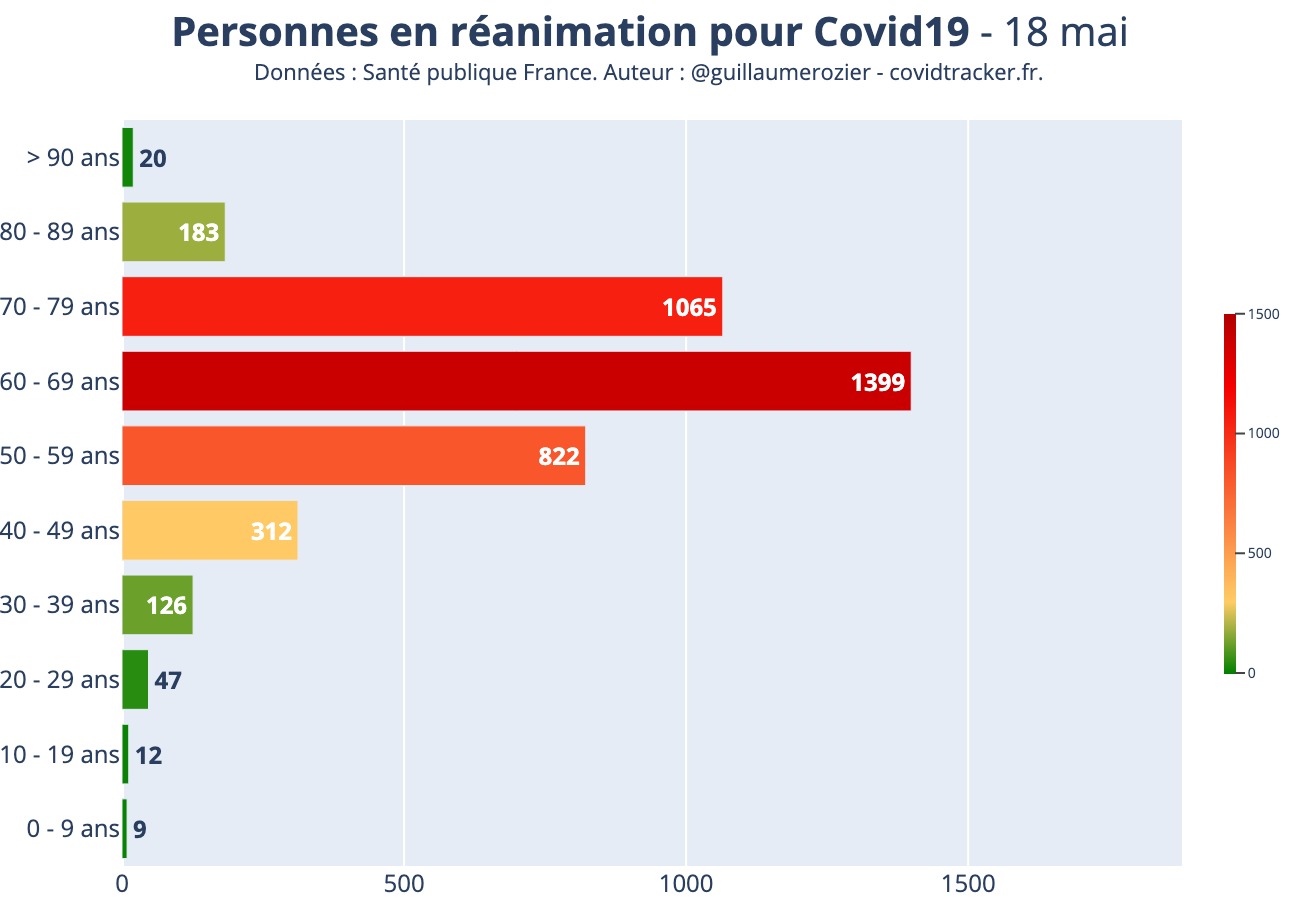 Personnes en réanimation pour Covid19 - 18 mai
Données : Santé publique France. Auteur : @guillaumerozier - covidtracker.fr.
> 90 ans 20
80 - 89 ans 183
70 - 79 ans 1065
60 - 69 ans 1399
50 - 59 ans 822
40 - 49 ans 312
30 - 39 ans 126
20 - 29 ans 47
10 - 19 ans 12
0 - 9 ans 9
0 500 1000 1500
1500
1000
500
0